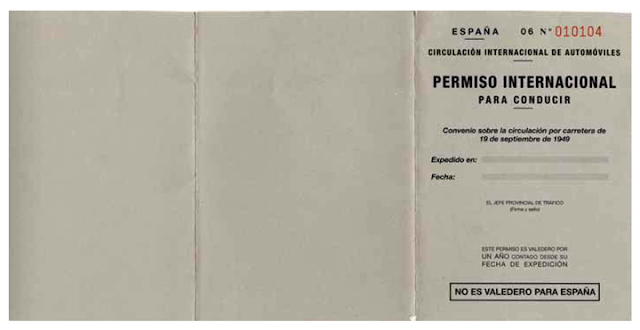 ESPAÑA 06 Nº 010104
CIRCULACIÓN INTERNACIONAL DE AUTOMÓVILES
PERMISO INTERNACIONAL
PARA CONDUCIR
Convenio sobre la circulación por carretera de
19 de septiembre de 1949
Expedido en:
Fecha:
EL JEFE PROVINCIAL DE TRÁFICO
(Firma y sello)
ESTE PERMISO ES VALEDERO POR
UN AÑO CONTADO DESDE SU
FECHA DE EXPEDICIÓN
NO ES VALEDERO PARA ESPAÑA